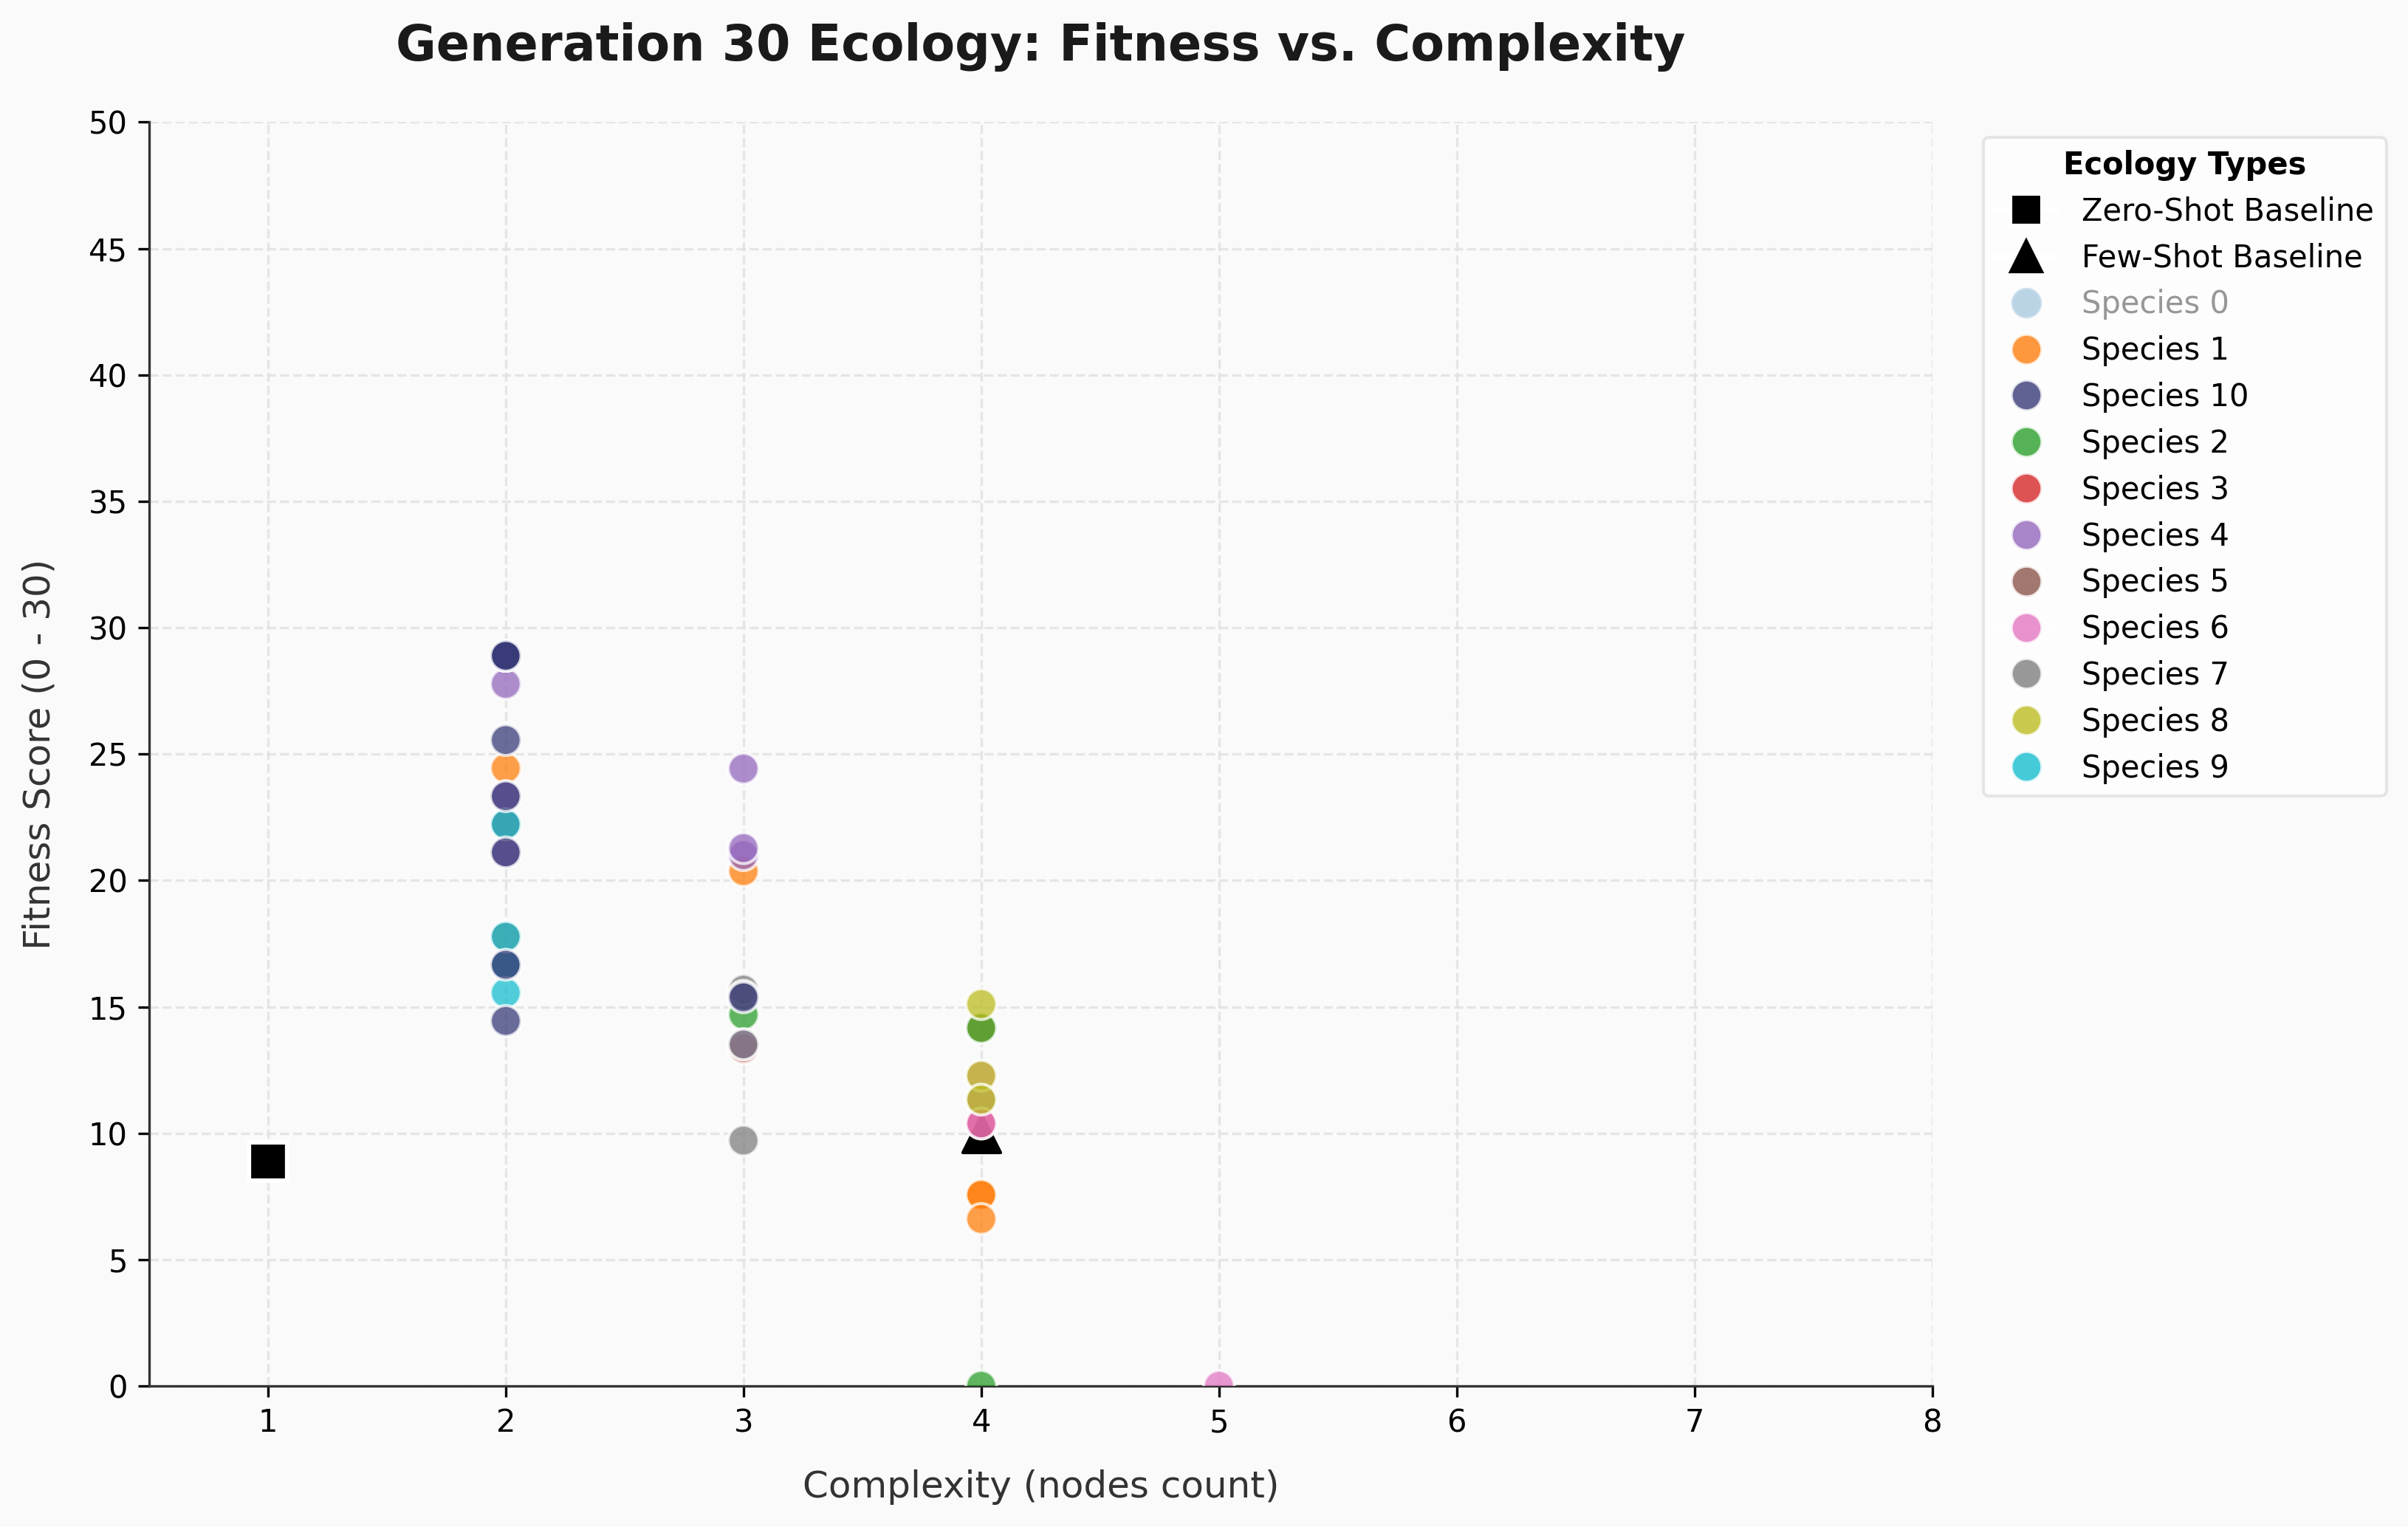 Generation 30 Ecology: Fitness vs. Complexity
50
45
40
35
30
25
20
15
10
5
0
Fitness Score (0 - 30)
1 2 3 4 5 6 7 8
Complexity (nodes count)
Ecology Types
Zero-Shot Baseline
Few-Shot Baseline
Species 0
Species 1
Species 10
Species 2
Species 3
Species 4
Species 5
Species 6
Species 7
Species 8
Species 9